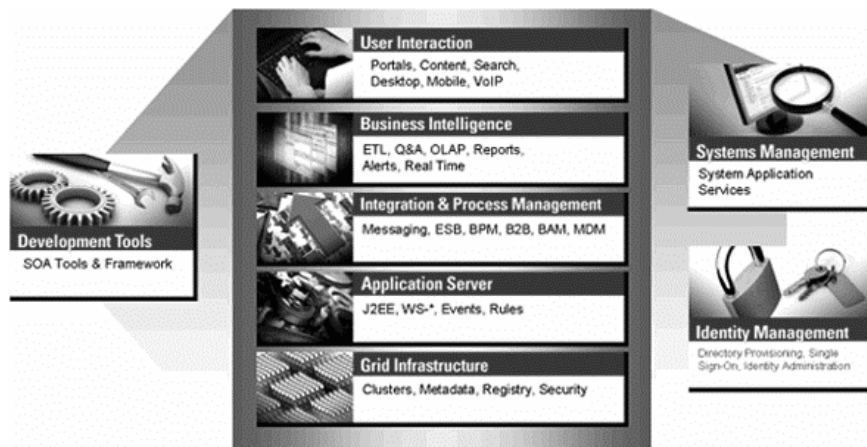 User Interaction
Portals, Content, Search,
Desktop, Mobile, VoIP
Business Intelligence
ETL, Q&A, OLAP, Reports,
Alerts, Real Time
Integration & Process Management
Messaging, ESB, BPM, B2B, BAM, MDM
Application Server
J2EE, WS-*, Events, Rules
Grid Infrastructure
Clusters, Metadata, Registry, Security
Development Tools
SOA Tools & Framework
Systems Management
System Application
Services
Identity Management
Directory Provisioning, Single
Sign-On, Identity Administration